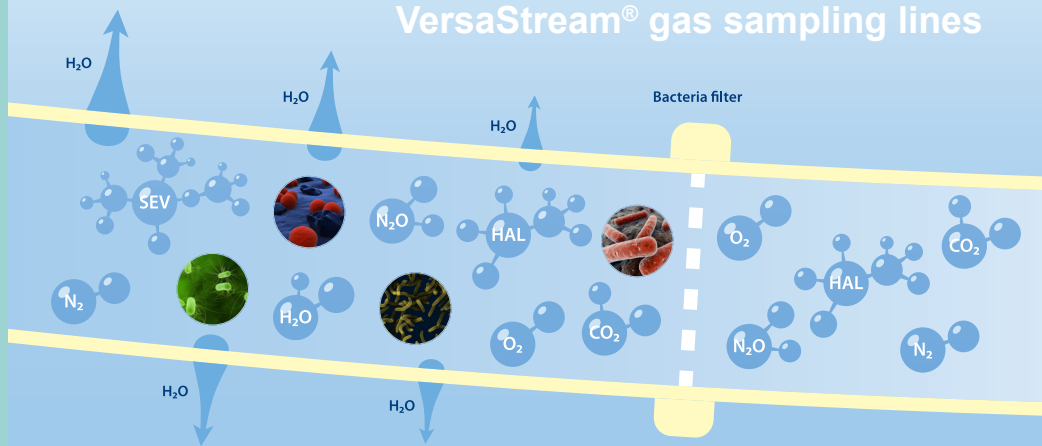 VersaStream® gas sampling lines
H₂O
H₂O
H₂O
Bacteria filter
SEV
N₂O
HAL
O₂
CO₂
HAL
N₂
H₂O
O₂
CO₂
N₂O
N₂
H₂O
H₂O